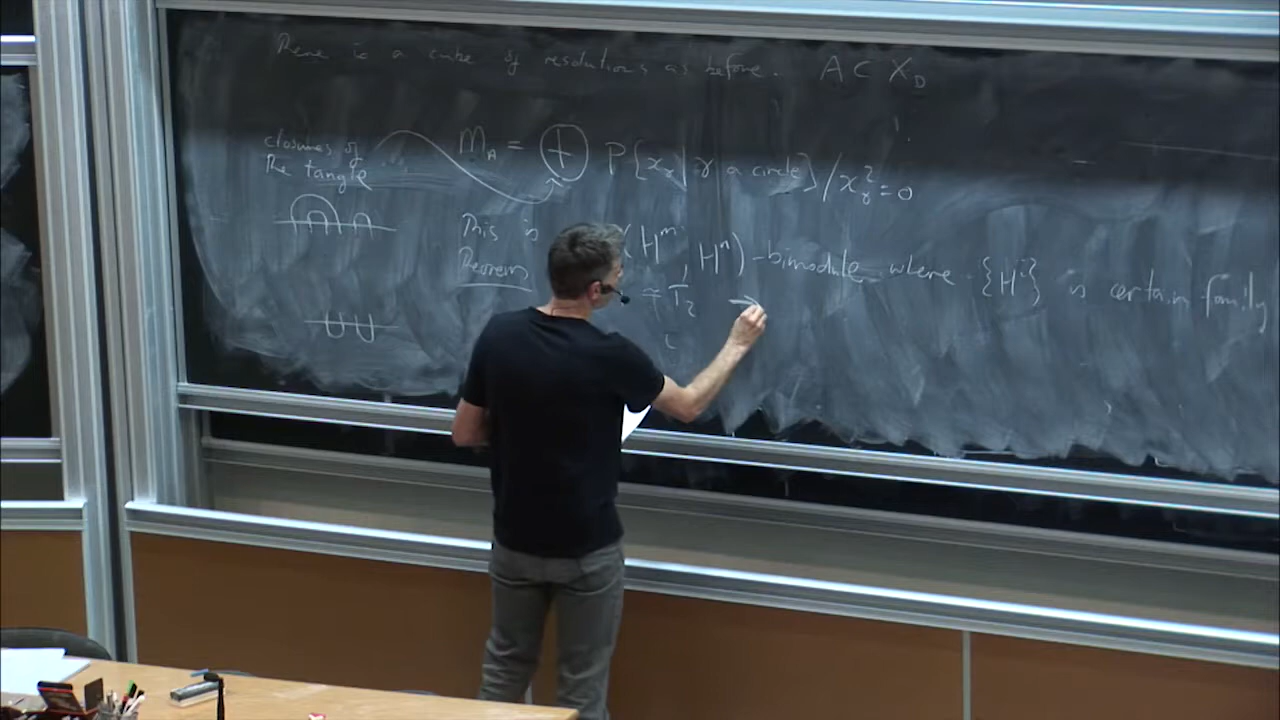 There is a cube of resolutions as before. A ⊂ X_D
closures of
the tangle
M_A = ⊕ P[x_γ | γ a circle] / x_γ^2 = 0
This is (H^m, H^n) - bimodule where {H^i} is certain family
Theorem ≅ T_2 →